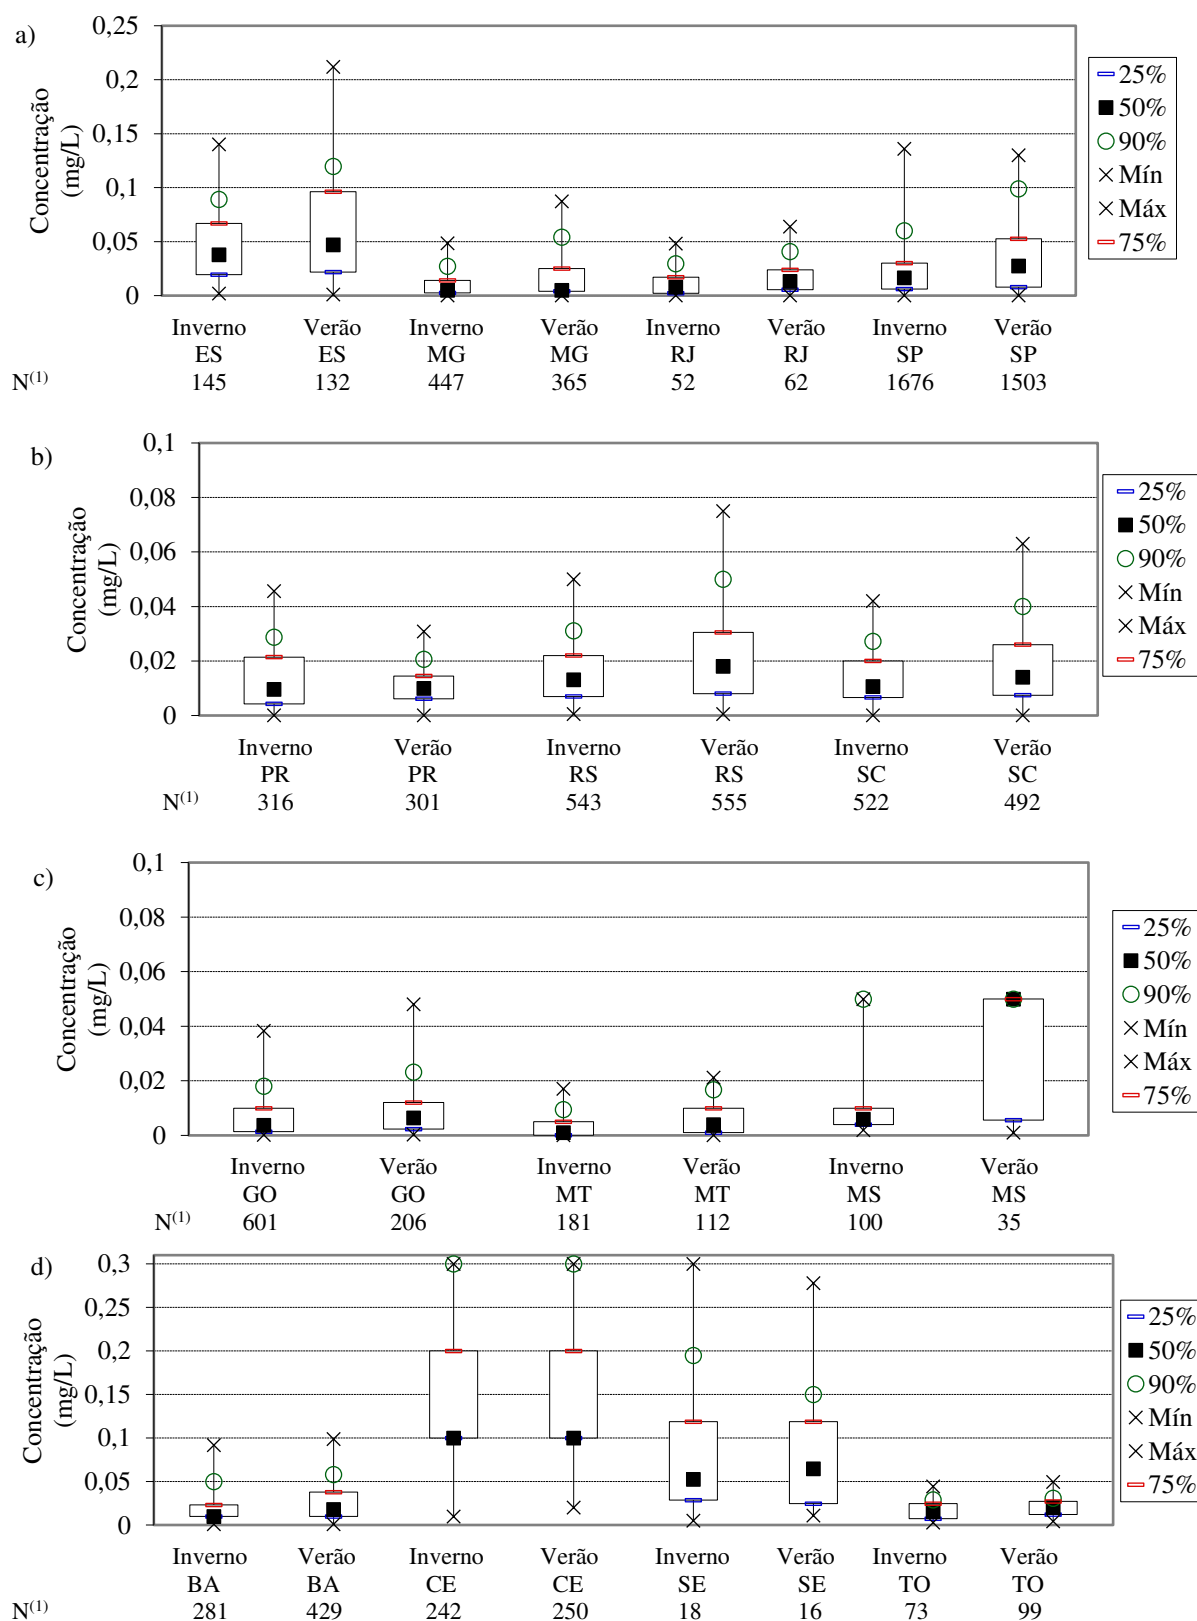 a)
Concentração
(mg/L)
0,25
0,2
0,15
0,1
0,05
0
25%
50%
90%
Mín
Máx
75%
Inverno Verão Inverno Verão Inverno Verão Inverno Verão
ES ES MG MG RJ RJ SP SP
N(1) 145 132 447 365 52 62 1676 1503
b)
Concentração
(mg/L)
0,1
0,08
0,06
0,04
0,02
0
25%
50%
90%
Mín
Máx
75%
Inverno Verão Inverno Verão Inverno Verão
PR PR RS RS SC SC
N(1) 316 301 543 555 522 492
c)
Concentração
(mg/L)
0,1
0,08
0,06
0,04
0,02
0
25%
50%
90%
Mín
Máx
75%
Inverno Verão Inverno Verão Inverno Verão
GO GO MT MT MS MS
N(1) 601 206 181 112 100 35
d)
Concentração
(mg/L)
0,3
0,25
0,2
0,15
0,1
0,05
0
25%
50%
90%
Mín
Máx
75%
Inverno Verão Inverno Verão Inverno Verão Inverno Verão
BA BA CE CE SE SE TO TO
N(1) 281 429 242 250 18 16 73 99